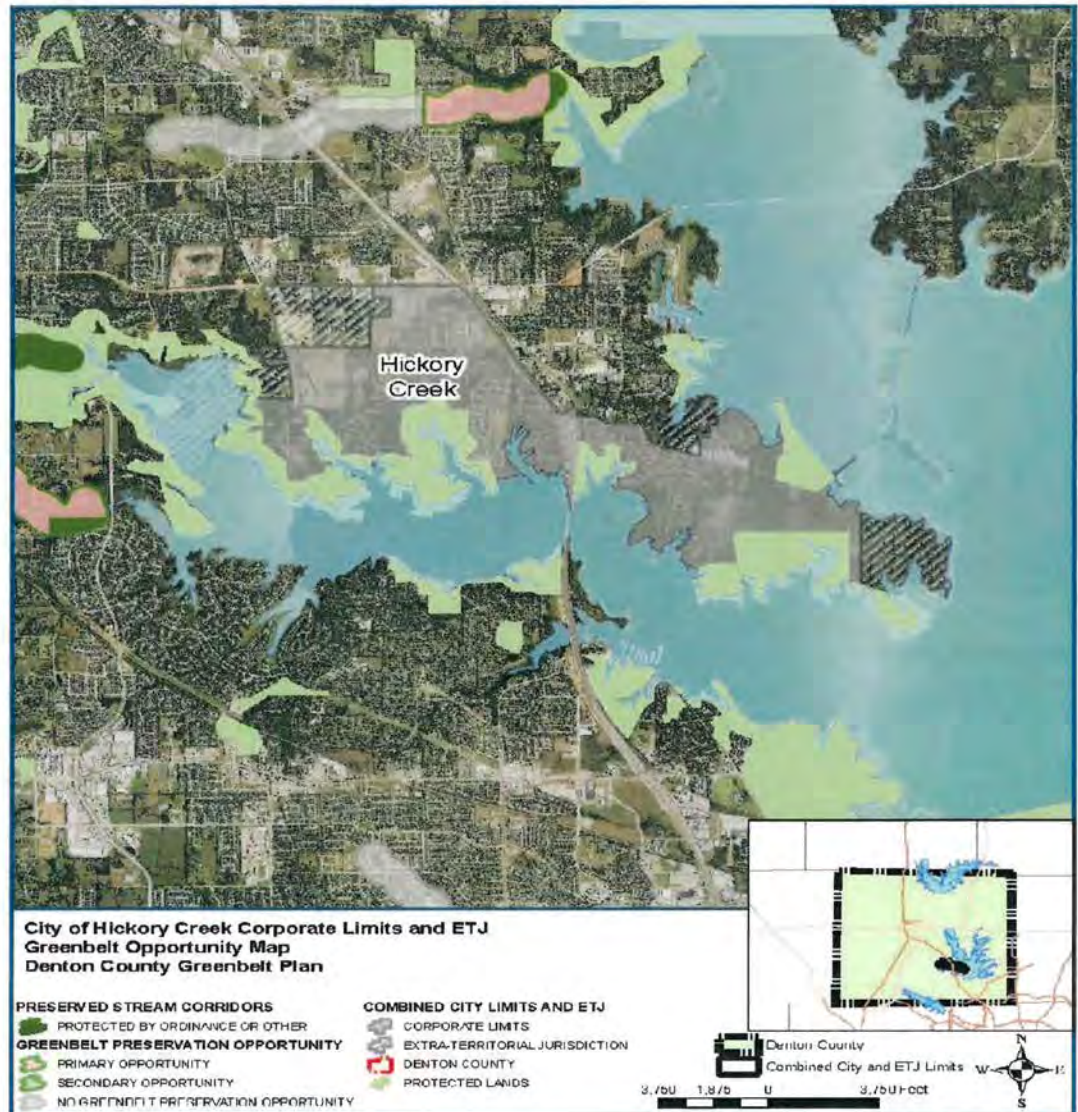 Hickory
Creek
City of Hickory Creek Corporate Limits and ETJ
Greenbelt Opportunity Map
Denton County Greenbelt Plan
PRESERVED STREAM CORRIDORS
PROTECTED BY ORDINANCE OR OTHER
GREENBELT PRESERVATION OPPORTUNITY
PRIMARY OPPORTUNITY
SECONDARY OPPORTUNITY
NO GREENBELT PRESERVATION OPPORTUNITY
COMBINED CITY LIMITS AND ETJ
CORPORATE LIMITS
EXTRA-TERRITORIAL JURISDICTION
DENTON COUNTY
PROTECTED LANDS
Denton County
Combined City and ETJ Limits
N
W
E
S
3,750 1,875 0 3,750 Feet